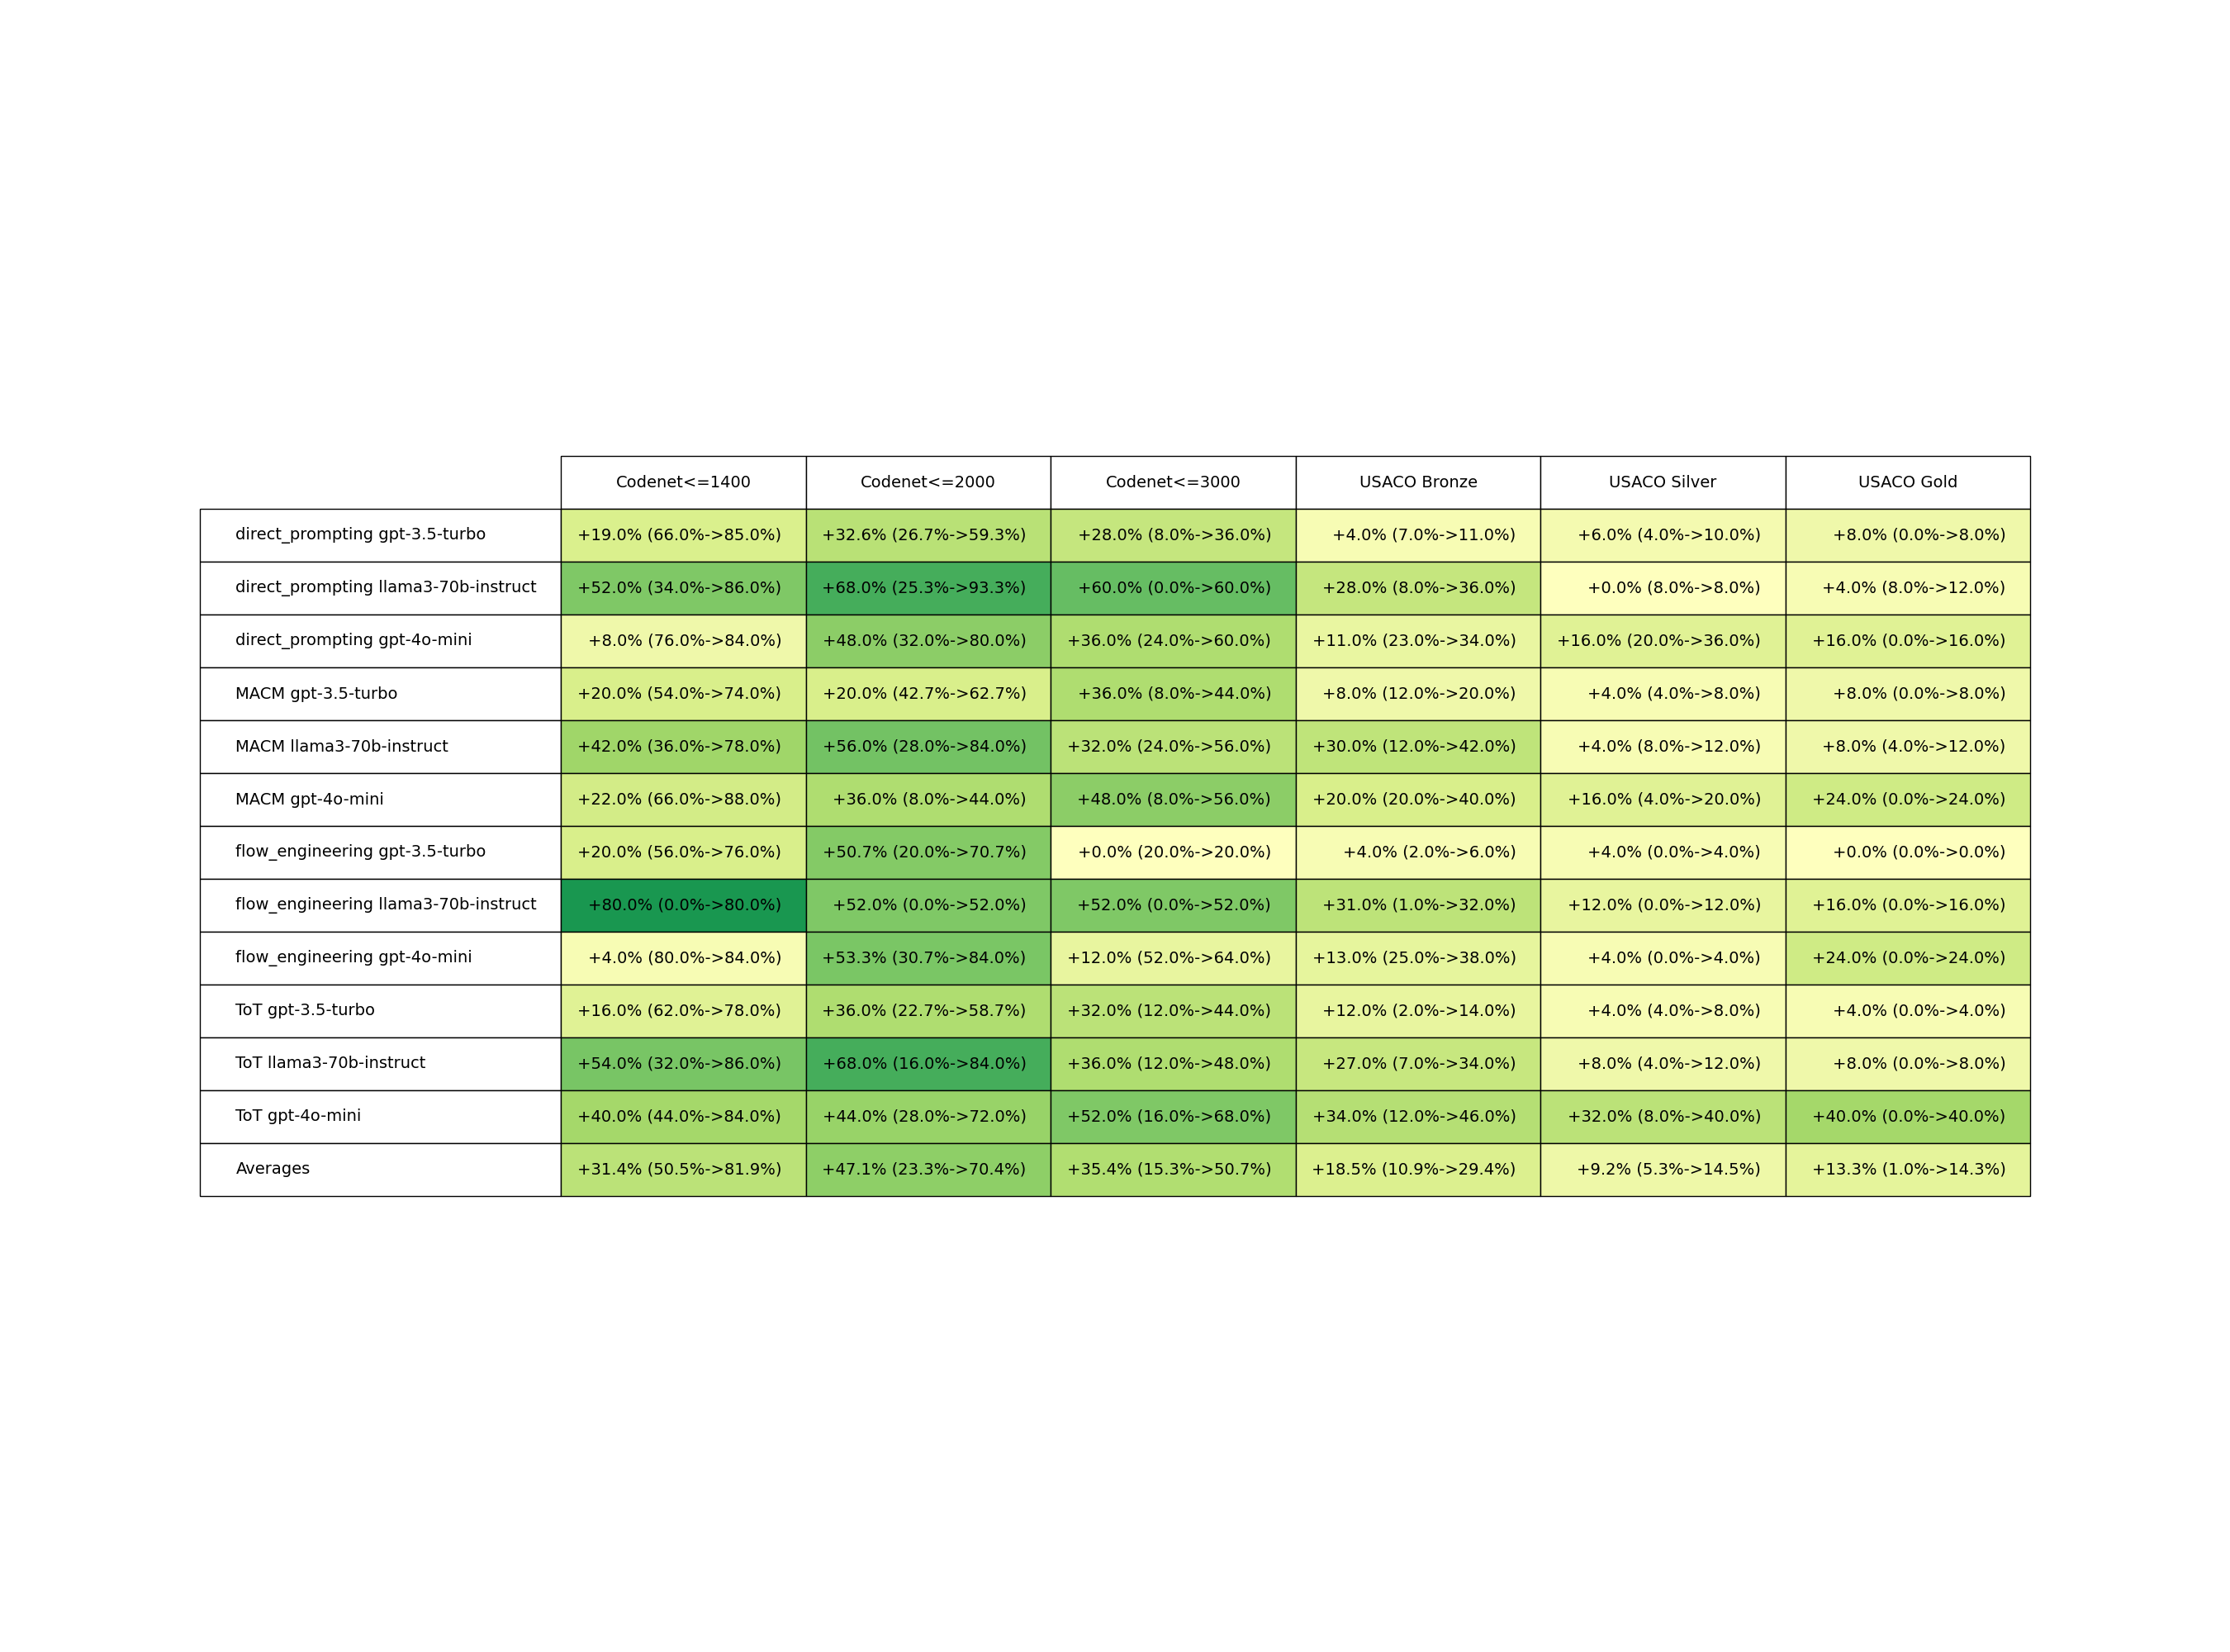 Codenet<=1400 Codenet<=2000 Codenet<=3000 USACO Bronze USACO Silver USACO Gold
direct_prompting gpt-3.5-turbo +19.0% (66.0%->85.0%) +32.6% (26.7%->59.3%) +28.0% (8.0%->36.0%) +4.0% (7.0%->11.0%) +6.0% (4.0%->10.0%) +8.0% (0.0%->8.0%)
direct_prompting llama3-70b-instruct +52.0% (34.0%->86.0%) +68.0% (25.3%->93.3%) +60.0% (0.0%->60.0%) +28.0% (8.0%->36.0%) +0.0% (8.0%->8.0%) +4.0% (8.0%->12.0%)
direct_prompting gpt-4o-mini +8.0% (76.0%->84.0%) +48.0% (32.0%->80.0%) +36.0% (24.0%->60.0%) +11.0% (23.0%->34.0%) +16.0% (20.0%->36.0%) +16.0% (0.0%->16.0%)
MACM gpt-3.5-turbo +20.0% (54.0%->74.0%) +20.0% (42.7%->62.7%) +36.0% (8.0%->44.0%) +8.0% (12.0%->20.0%) +4.0% (4.0%->8.0%) +8.0% (0.0%->8.0%)
MACM llama3-70b-instruct +42.0% (36.0%->78.0%) +56.0% (28.0%->84.0%) +32.0% (24.0%->56.0%) +30.0% (12.0%->42.0%) +4.0% (8.0%->12.0%) +8.0% (4.0%->12.0%)
MACM gpt-4o-mini +22.0% (66.0%->88.0%) +36.0% (8.0%->44.0%) +48.0% (8.0%->56.0%) +20.0% (20.0%->40.0%) +16.0% (4.0%->20.0%) +24.0% (0.0%->24.0%)
flow_engineering gpt-3.5-turbo +20.0% (56.0%->76.0%) +50.7% (20.0%->70.7%) +0.0% (20.0%->20.0%) +4.0% (2.0%->6.0%) +4.0% (0.0%->4.0%) +0.0% (0.0%->0.0%)
flow_engineering llama3-70b-instruct +80.0% (0.0%->80.0%) +52.0% (0.0%->52.0%) +52.0% (0.0%->52.0%) +31.0% (1.0%->32.0%) +12.0% (0.0%->12.0%) +16.0% (0.0%->16.0%)
flow_engineering gpt-4o-mini +4.0% (80.0%->84.0%) +53.3% (30.7%->84.0%) +12.0% (52.0%->64.0%) +13.0% (25.0%->38.0%) +4.0% (0.0%->4.0%) +24.0% (0.0%->24.0%)
ToT gpt-3.5-turbo +16.0% (62.0%->78.0%) +36.0% (22.7%->58.7%) +32.0% (12.0%->44.0%) +12.0% (2.0%->14.0%) +4.0% (4.0%->8.0%) +4.0% (0.0%->4.0%)
ToT llama3-70b-instruct +54.0% (32.0%->86.0%) +68.0% (16.0%->84.0%) +36.0% (12.0%->48.0%) +27.0% (7.0%->34.0%) +8.0% (4.0%->12.0%) +8.0% (0.0%->8.0%)
ToT gpt-4o-mini +40.0% (44.0%->84.0%) +44.0% (28.0%->72.0%) +52.0% (16.0%->68.0%) +34.0% (12.0%->46.0%) +32.0% (8.0%->40.0%) +40.0% (0.0%->40.0%)
Averages +31.4% (50.5%->81.9%) +47.1% (23.3%->70.4%) +35.4% (15.3%->50.7%) +18.5% (10.9%->29.4%) +9.2% (5.3%->14.5%) +13.3% (1.0%->14.3%)